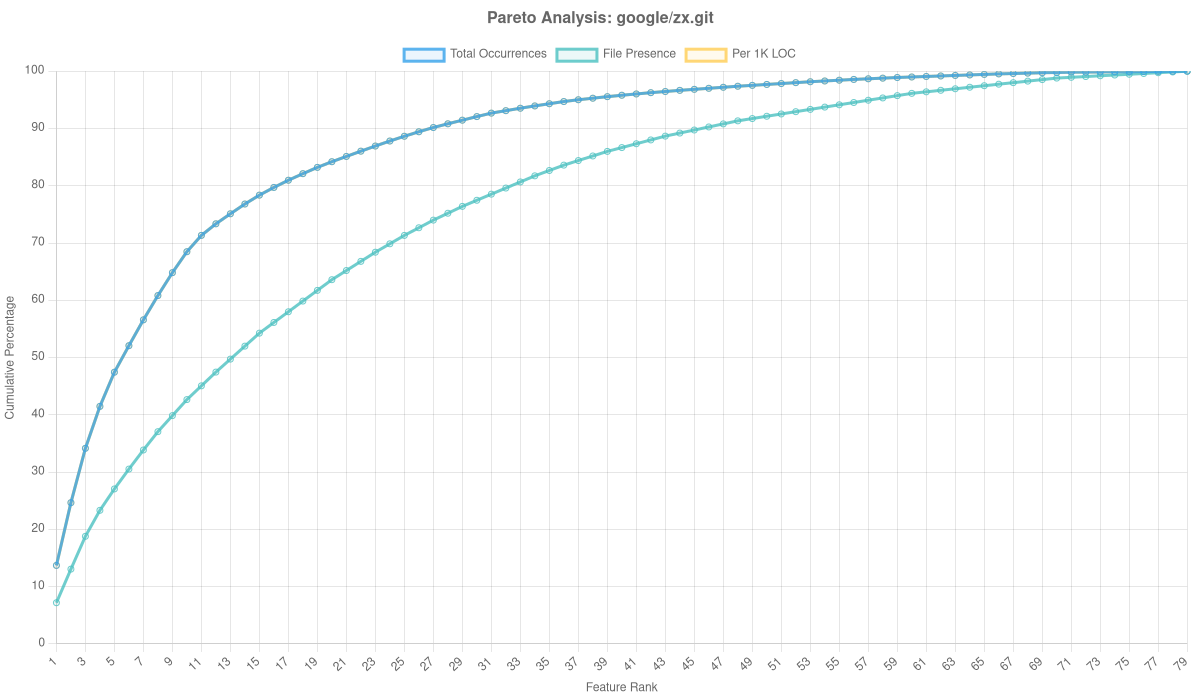 Pareto Analysis: google/zx.git
Total Occurrences File Presence Per 1K LOC
Cumulative Percentage
100
90
80
70
60
50
40
30
20
10
0
1 3 5 7 9 11 13 15 17 19 21 23 25 27 29 31 33 35 37 39 41 43 45 47 49 51 53 55 57 59 61 63 65 67 69 71 73 75 77 79
Feature Rank